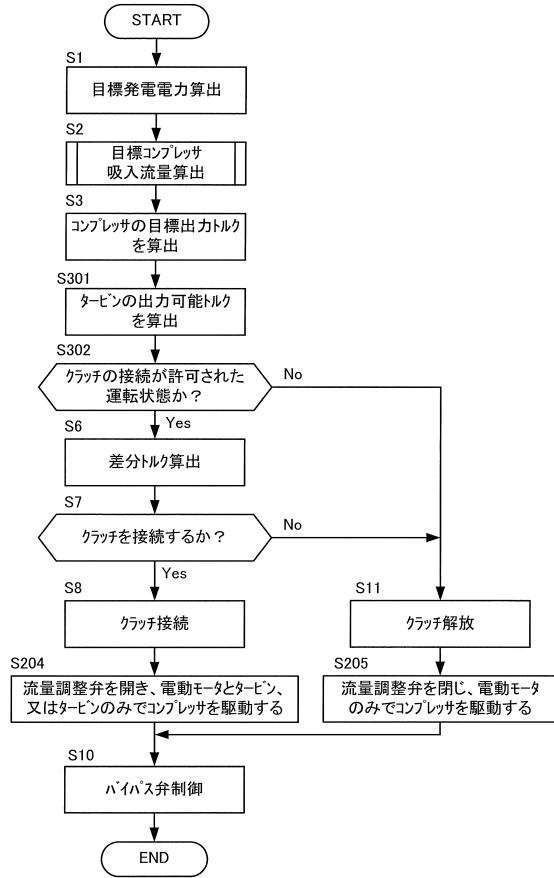 START
S1
目標発電電力算出
S2
目標ｺﾝﾌﾟﾚｯｻ
吸入流量算出
S3
ｺﾝﾌﾟﾚｯｻの目標出力ﾄﾙｸ
を算出
S301
ﾀｰﾋﾞﾝの出力可能ﾄﾙｸ
を算出
S302
ｸﾗｯﾁの接続が許可された
運転状態か？
No
Yes
S6
差分ﾄﾙｸ算出
S7
ｸﾗｯﾁを接続するか？
No
Yes
S8
ｸﾗｯﾁ接続
S11
ｸﾗｯﾁ解放
S204
流量調整弁を開き、電動ﾓｰﾀとﾀｰﾋﾞﾝ、
又はﾀｰﾋﾞﾝのみでｺﾝﾌﾟﾚｯｻを駆動する
S205
流量調整弁を閉じ、電動ﾓｰﾀ
のみでｺﾝﾌﾟﾚｯｻを駆動する
S10
ﾊﾞｲﾊﾟｽ弁制御
END